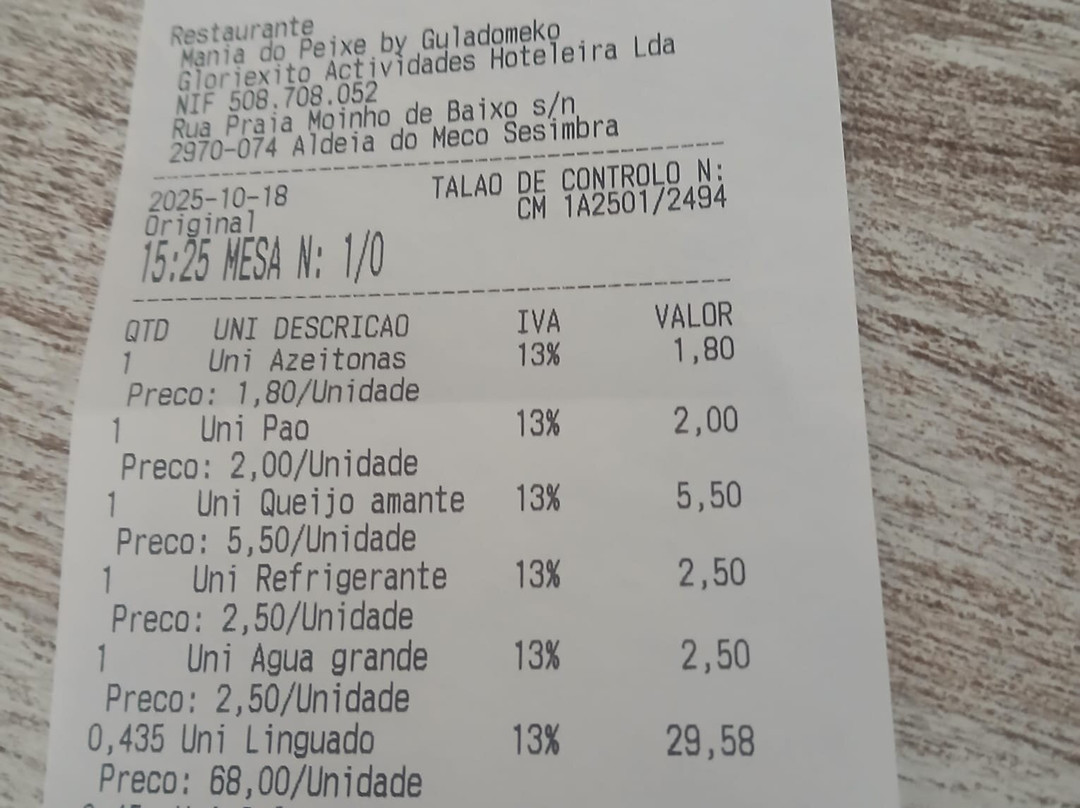 Restaurante
Mania do Peixe by Guladomeko
Gloriexito Actividades Hoteleira Lda
NIF 508.708.052
Rua Praia Moinho de Baixo s/n
2970-074 Aldeia do Meco Sesimbra
2025-10-18 TALAO DE CONTROLO N:
Original CM 1A2501/2494
15:25 MESA N: 1/0
QTD UNI DESCRICAO IVA VALOR
1 Uni Azeitonas 13% 1,80
Preco: 1,80/Unidade
1 Uni Pao 13% 2,00
Preco: 2,00/Unidade
1 Uni Queijo amante 13% 5,50
Preco: 5,50/Unidade
1 Uni Refrigerante 13% 2,50
Preco: 2,50/Unidade
1 Uni Agua grande 13% 2,50
Preco: 2,50/Unidade
0,435 Uni Linguado 13% 29,58
Preco: 68,00/Unidade